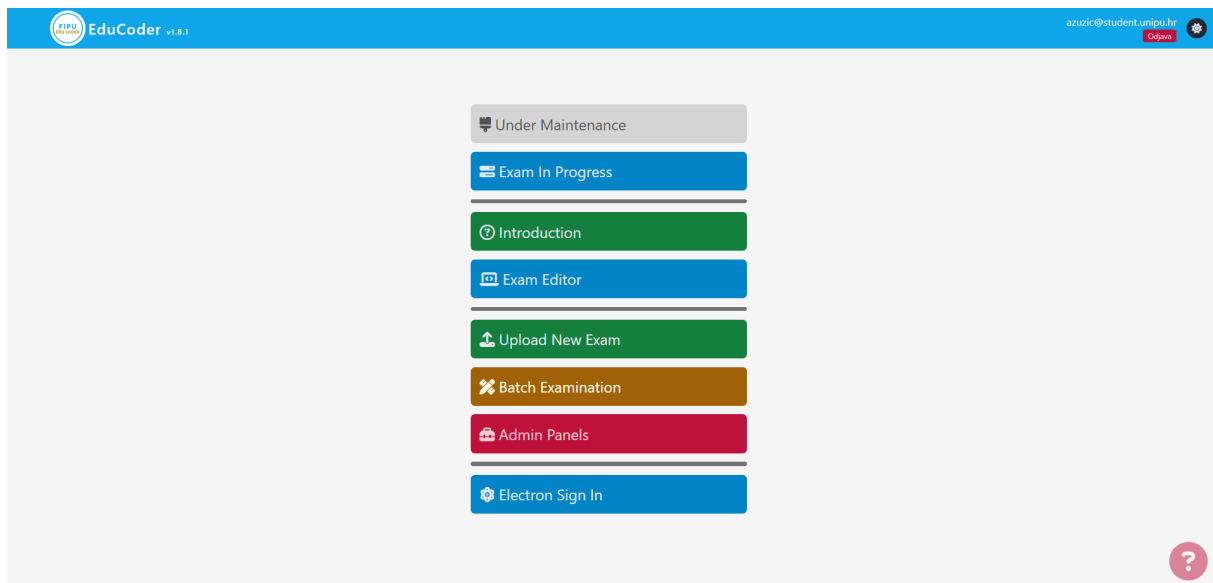 FIPU
EDU CODER
EduCoder v1.8.1
azuzic@student.unipu.hr
Odjava
Under Maintenance
Exam In Progress
Introduction
Exam Editor
Upload New Exam
Batch Examination
Admin Panels
Electron Sign In
?